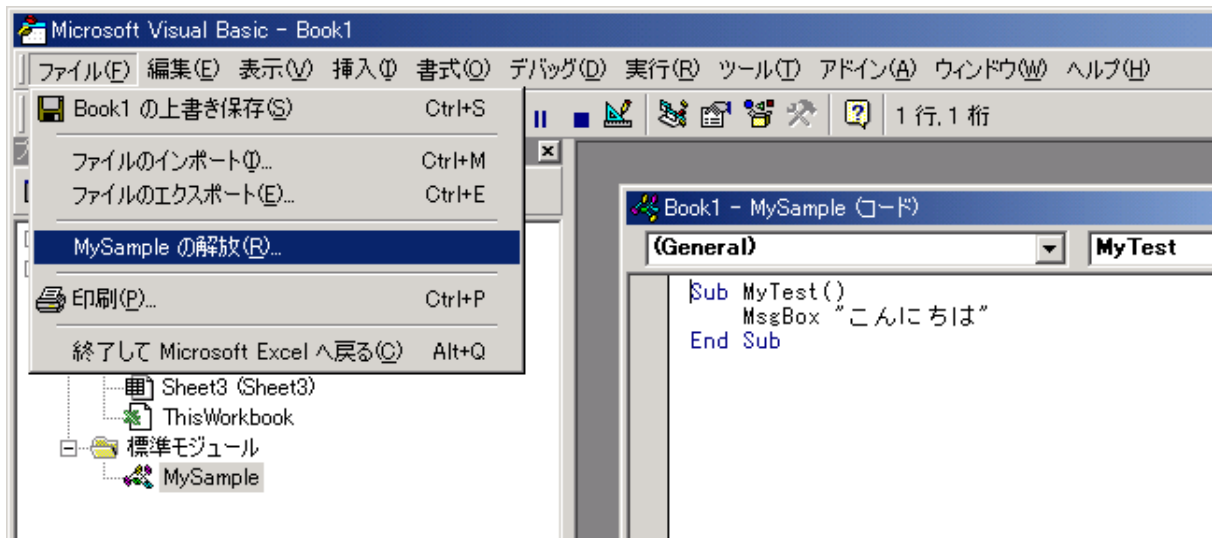 Microsoft Visual Basic - Book1
ファイル(F) 編集(E) 表示(V) 挿入(I) 書式(O) デバッグ(D) 実行(R) ツール(T) アドイン(A) ウィンドウ(W) ヘルプ(H)
1 行, 1 桁
Book1 の上書き保存(S) Ctrl+S
ファイルのインポート(I)... Ctrl+M
ファイルのエクスポート(E)... Ctrl+E
MySample の解放(R)...
印刷(P)... Ctrl+P
終了して Microsoft Excel へ戻る(C) Alt+Q
Sheet3 (Sheet3)
ThisWorkbook
標準モジュール
MySample
Book1 - MySample (コード)
(General) MyTest
Sub MyTest()
MsgBox "こんにちは"
End Sub